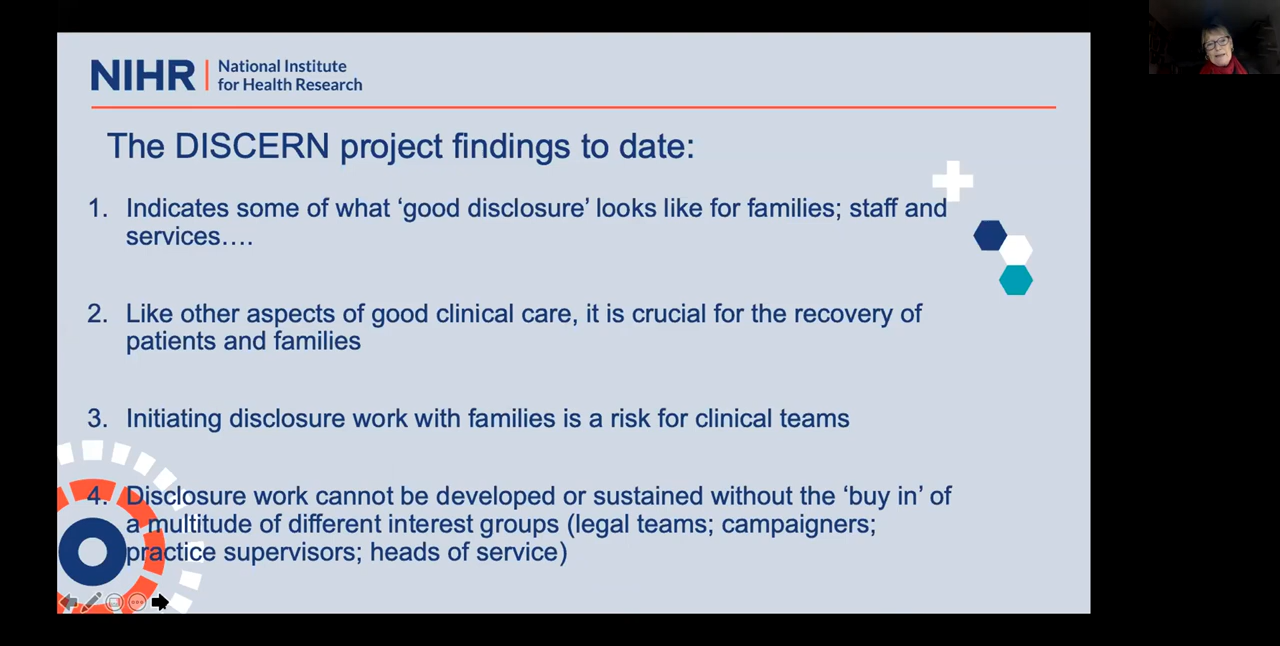 NIHR | National Institute
for Health Research
The DISCERN project findings to date:
1. Indicates some of what ‘good disclosure’ looks like for families; staff and
services….
2. Like other aspects of good clinical care, it is crucial for the recovery of
patients and families
3. Initiating disclosure work with families is a risk for clinical teams
4. Disclosure work cannot be developed or sustained without the ‘buy in’ of
a multitude of different interest groups (legal teams; campaigners;
practice supervisors; heads of service)